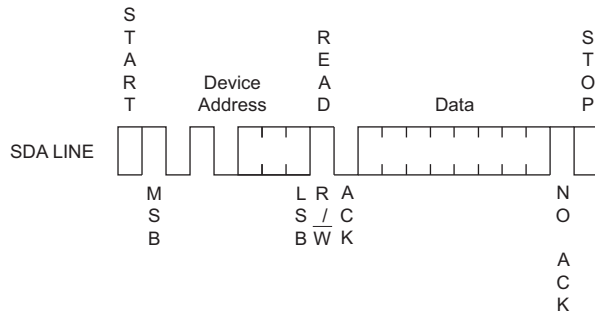 START
Device
Address
READ
Data
STOP
SDA LINE
MSB
LSB
R/W
ACK
NO ACK